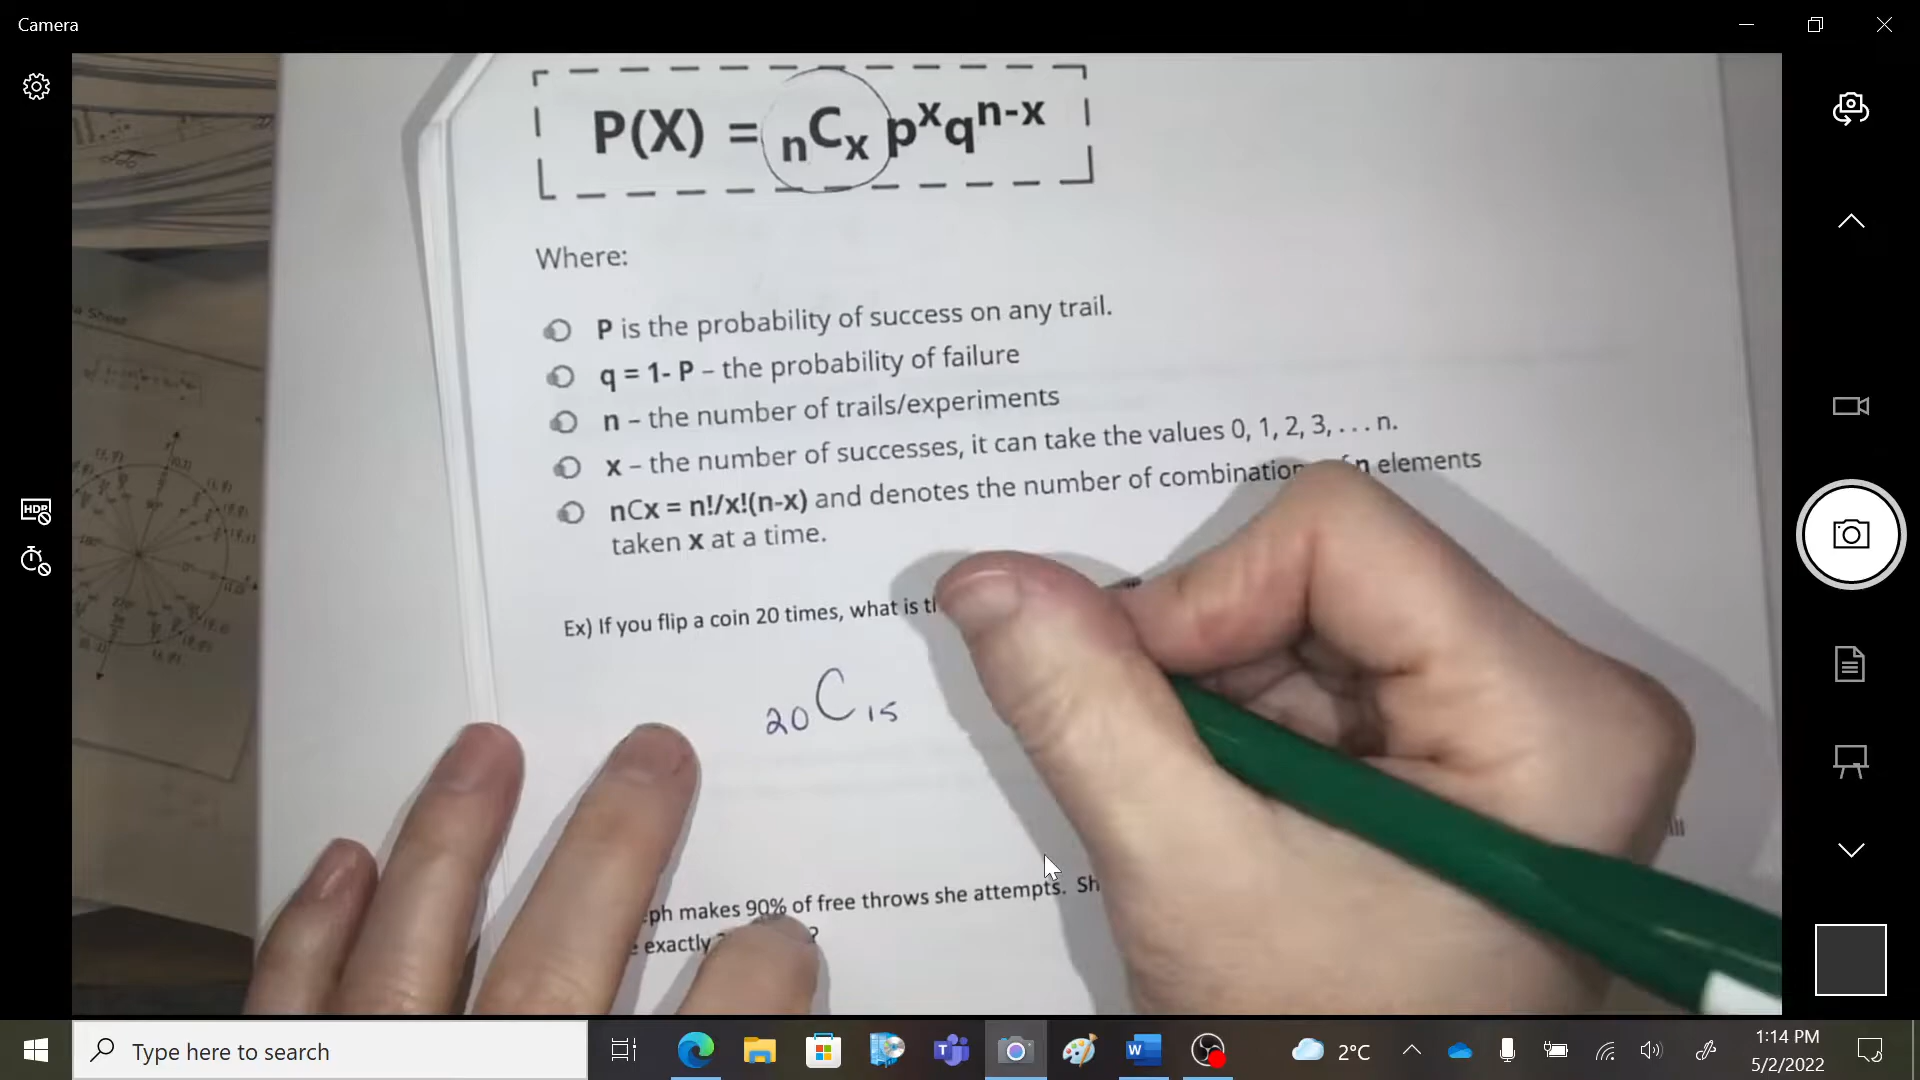 Camera
P(X) = nCx p^x q^n-x
Where:
P is the probability of success on any trail.
q = 1- P – the probability of failure
n – the number of trails/experiments
x – the number of successes, it can take the values 0, 1, 2, 3, . . . n.
nCx = n!/x!(n-x) and denotes the number of combination n elements
taken x at a time.
Ex) If you flip a coin 20 times, what is
20C15
makes 90% of free throws she attempts.
exactly ?
Type here to search
2°C
1:14 PM
5/2/2022